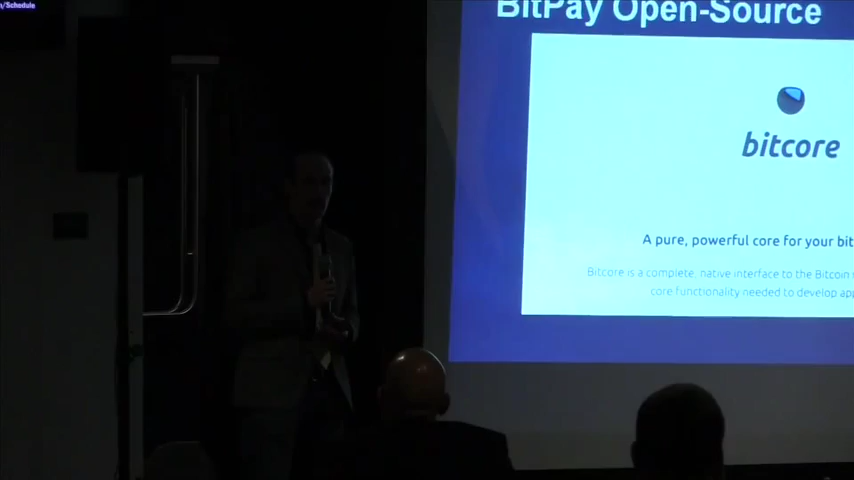 /Schedule
BitPay Open-Source
bitcore
A pure, powerful core for your bit
Bitcore is a complete, native interface to the Bitcoin
core functionality needed to develop app